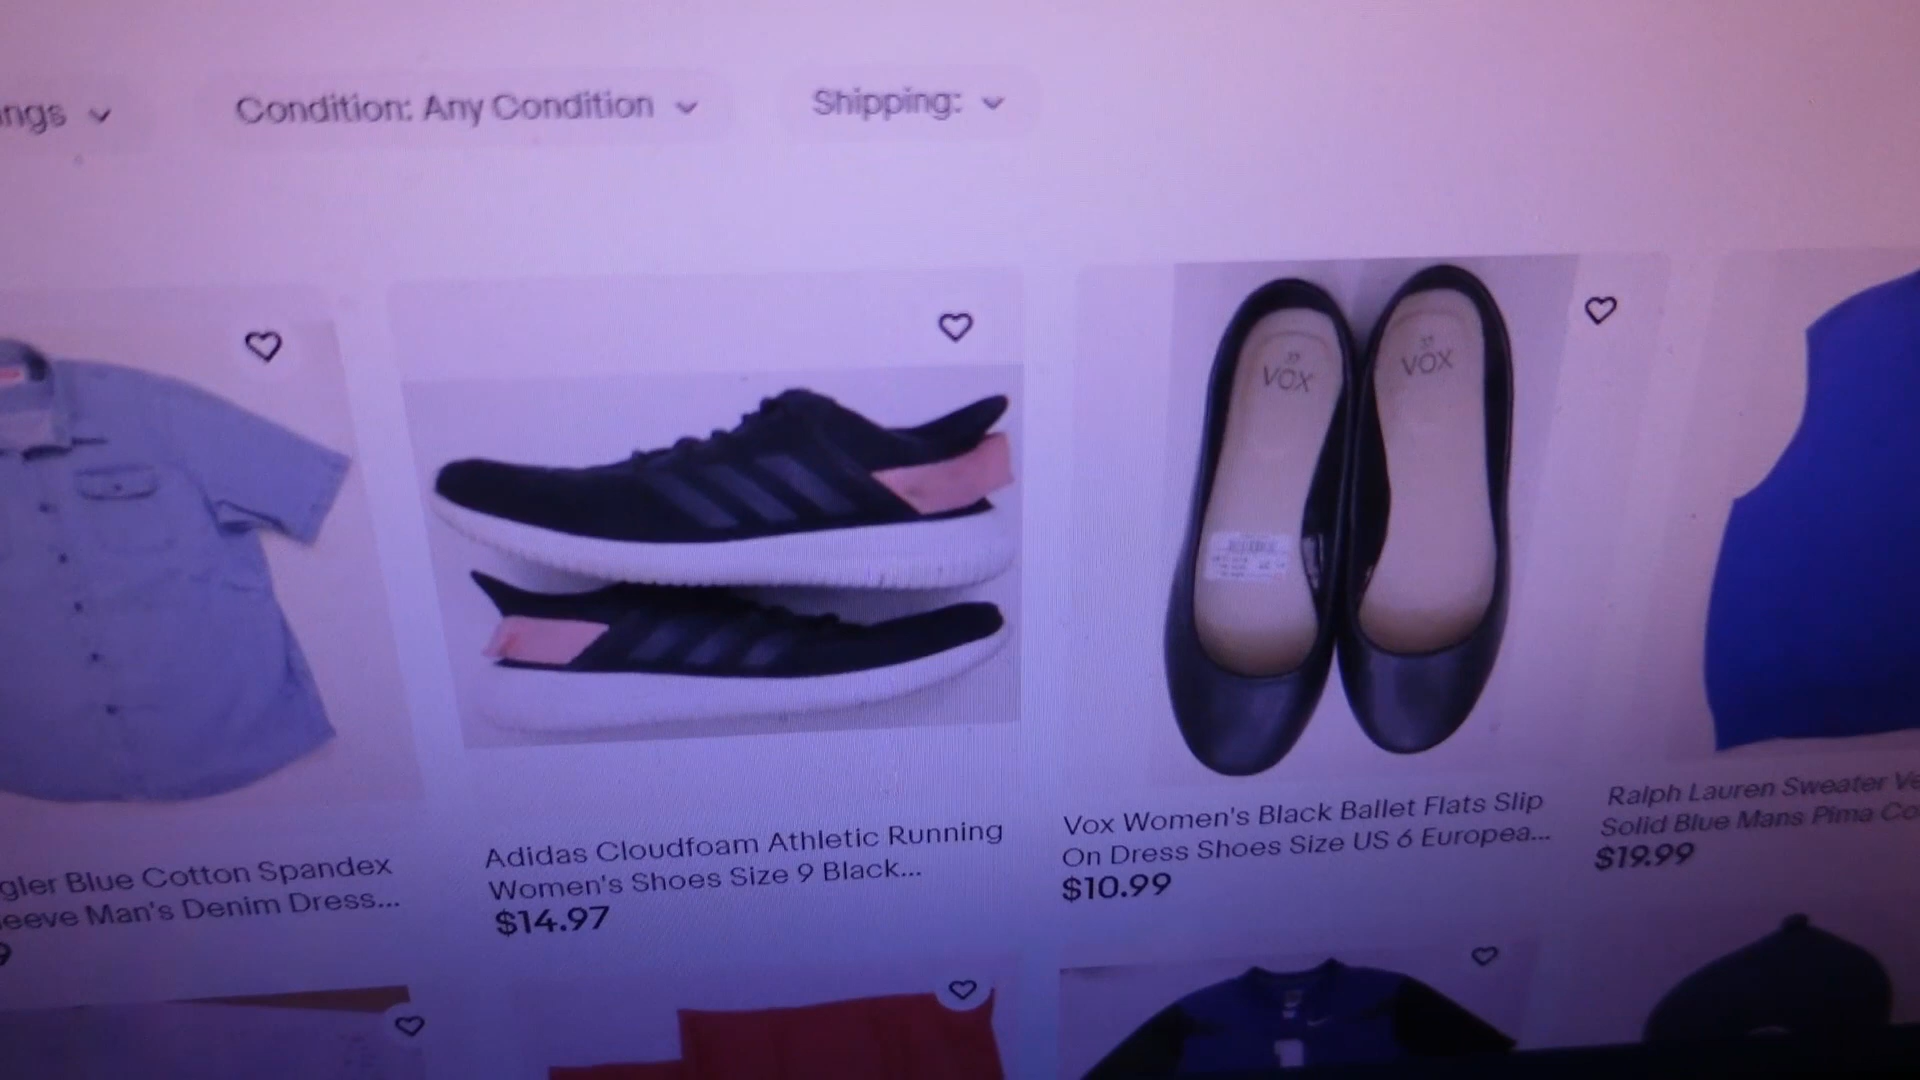 ngs
Condition: Any Condition
Shipping:
VOX
VOX
gler Blue Cotton Spandex
eeve Man's Denim Dress...
9
Adidas Cloudfoam Athletic Running
Women's Shoes Size 9 Black...
$14.97
Vox Women's Black Ballet Flats Slip
On Dress Shoes Size US 6 Europea...
$10.99
Ralph Lauren Sweater Ve
Solid Blue Mans Pima Co
$19.99